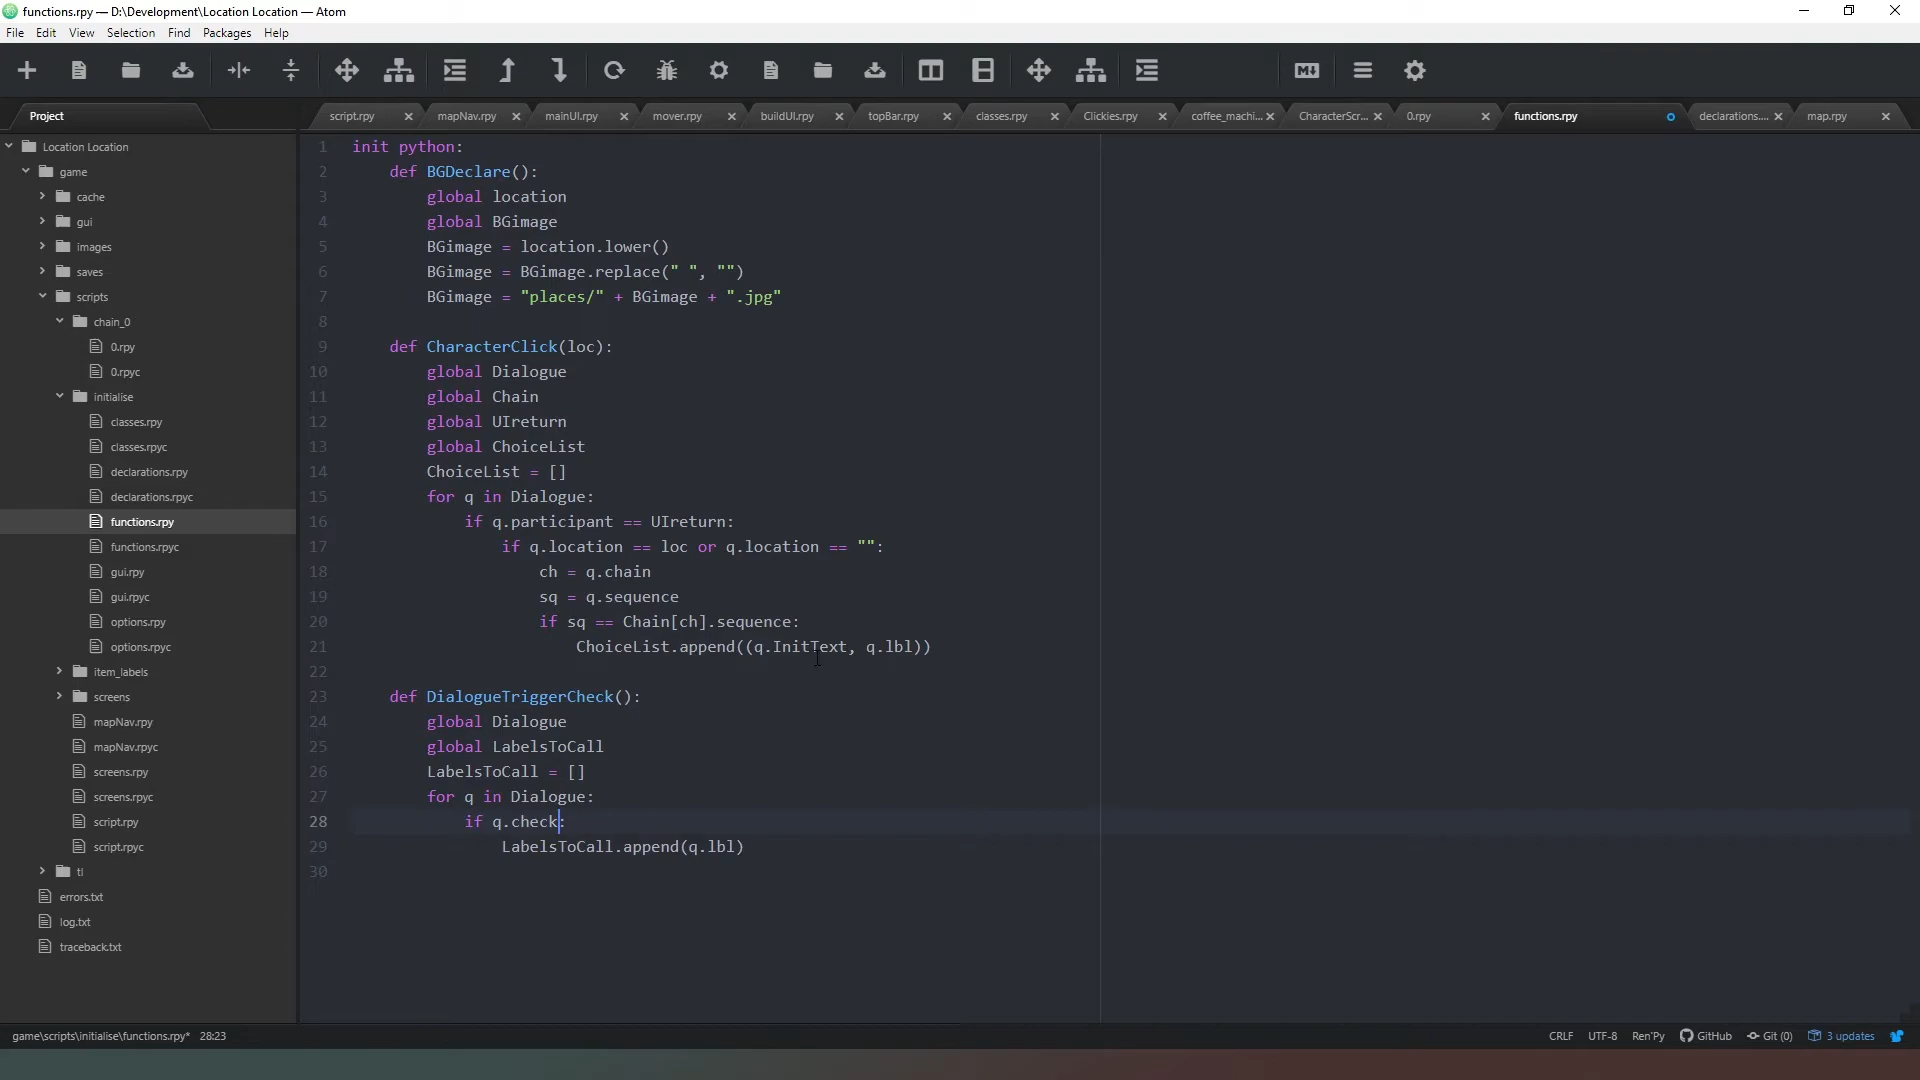 functions.rpy — D:\Development\Location Location — Atom
File Edit View Selection Find Packages Help
Project
script.rpy mapNav.rpy mainUI.rpy mover.rpy buildUI.rpy topBar.rpy classes.rpy Clickies.rpy coffee_machi... CharacterScr... 0.rpy functions.rpy declarations.... map.rpy
Location Location
game
cache
gui
images
saves
scripts
chain_0
0.rpy
0.rpyc
initialise
classes.rpy
classes.rpyc
declarations.rpy
declarations.rpyc
functions.rpy
functions.rpyc
gui.rpy
gui.rpyc
options.rpy
options.rpyc
item_labels
screens
mapNav.rpy
mapNav.rpyc
screens.rpy
screens.rpyc
script.rpy
script.rpyc
tl
errors.txt
log.txt
traceback.txt
1 init python:
2 def BGDeclare():
3 global location
4 global BGimage
5 BGimage = location.lower()
6 BGimage = BGimage.replace(" ", "")
7 BGimage = "places/" + BGimage + ".jpg"
8
9 def CharacterClick(loc):
10 global Dialogue
11 global Chain
12 global UIreturn
13 global ChoiceList
14 ChoiceList = []
15 for q in Dialogue:
16 if q.participant == UIreturn:
17 if q.location == loc or q.location == "":
18 ch = q.chain
19 sq = q.sequence
20 if sq == Chain[ch].sequence:
21 ChoiceList.append((q.InitText, q.lbl))
22
23 def DialogueTriggerCheck():
24 global Dialogue
25 global LabelsToCall
26 LabelsToCall = []
27 for q in Dialogue:
28 if q.check:
29 LabelsToCall.append(q.lbl)
30
game\scripts\initialise\functions.rpy* 28:23 CRLF UTF-8 Ren'Py GitHub Git (0) 3 updates